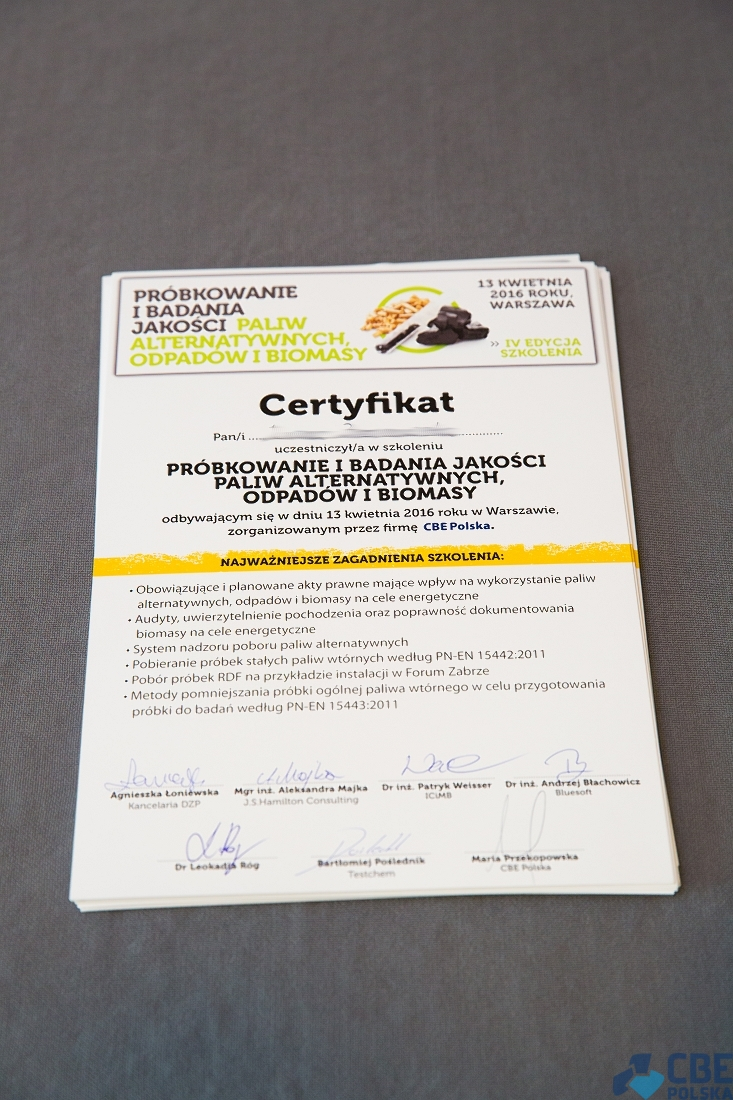 PRÓBKOWANIE
I BADANIA
JAKOŚCI PALIW
ALTERNATYWNYCH,
ODPADÓW I BIOMASY
13 KWIETNIA
2016 ROKU,
WARSZAWA
» IV EDYCJA
SZKOLENIA
Certyfikat
Pan/i ............................................................
uczestniczył/a w szkoleniu
PRÓBKOWANIE I BADANIA JAKOŚCI
PALIW ALTERNATYWNYCH,
ODPADÓW I BIOMASY
odbywającym się w dniu 13 kwietnia 2016 roku w Warszawie,
zorganizowanym przez firmę CBE Polska.
NAJWAŻNIEJSZE ZAGADNIENIA SZKOLENIA:
• Obowiązujące i planowane akty prawne mające wpływ na wykorzystanie paliw
alternatywnych, odpadów i biomasy na cele energetyczne
• Audyty, uwierzytelnienie pochodzenia oraz poprawność dokumentowania
biomasy na cele energetyczne
• System nadzoru poboru paliw alternatywnych
• Pobieranie próbek stałych paliw wtórnych według PN-EN 15442:2011
• Pobór próbek RDF na przykładzie instalacji w Forum Zabrze
• Metody pomniejszania próbki ogólnej paliwa wtórnego w celu przygotowania
próbki do badań według PN-EN 15443:2011
Agnieszka Łoniewska
Kancelaria DZP
Mgr inż. Aleksandra Majka
J.S.Hamilton Consulting
Dr inż. Patryk Weisser
ICiMB
Dr inż. Andrzej Błachowicz
Bluesoft
Dr Leokadia Róg
Bartłomiej Poślednik
Testchem
Maria Przekopowska
CBE Polska
CBE
POLSKA